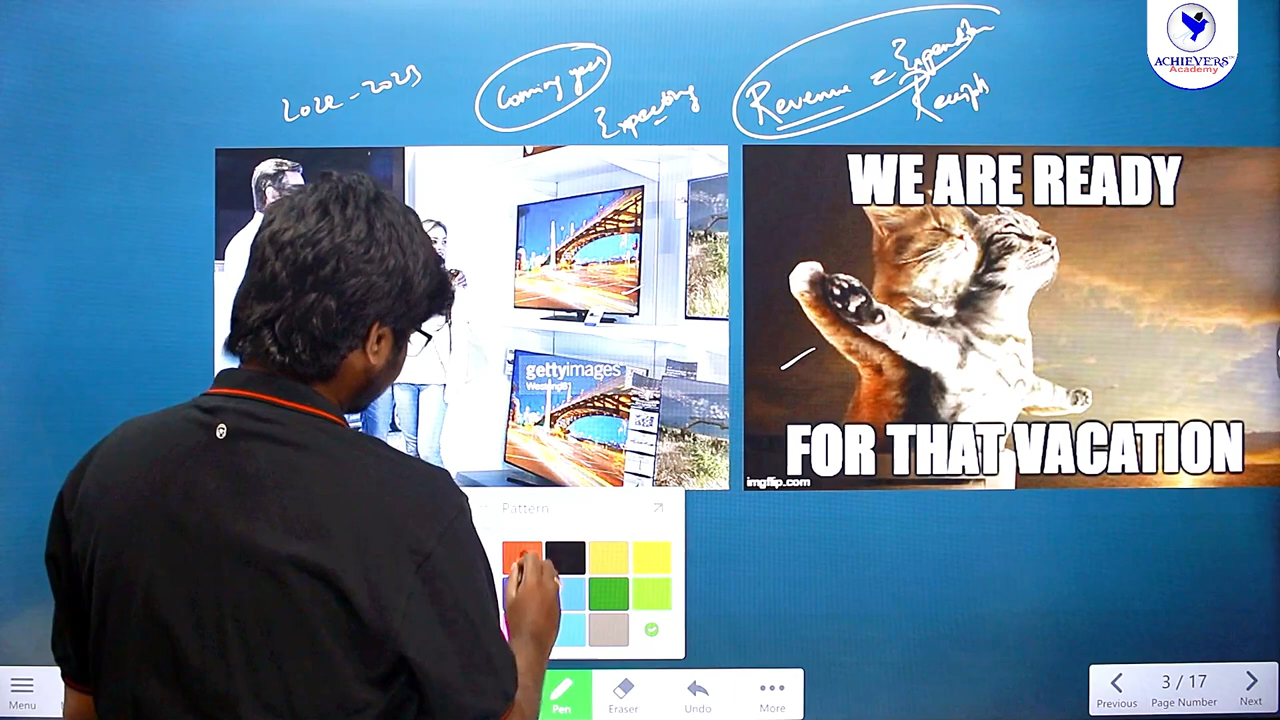 ACHIEVERS
Academy
2022 - 2023
Coming year
Expecting
Revenue = Expenditure
Receipts
WE ARE READY
FOR THAT VACATION
imgflip.com
gettyimages
Westend61
Pattern
Menu
Pen
Eraser
Undo
More
Previous
3 / 17
Page Number
Next